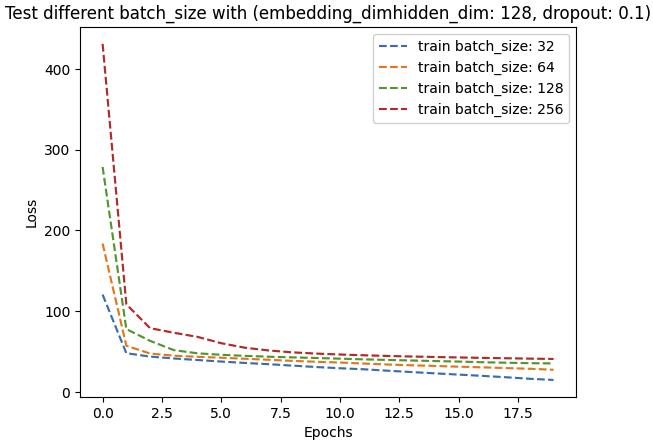 Test different batch_size with (embedding_dimhidden_dim: 128, dropout: 0.1)
train batch_size: 32
train batch_size: 64
train batch_size: 128
train batch_size: 256
400
300
200
100
0
Loss
0.0 2.5 5.0 7.5 10.0 12.5 15.0 17.5
Epochs